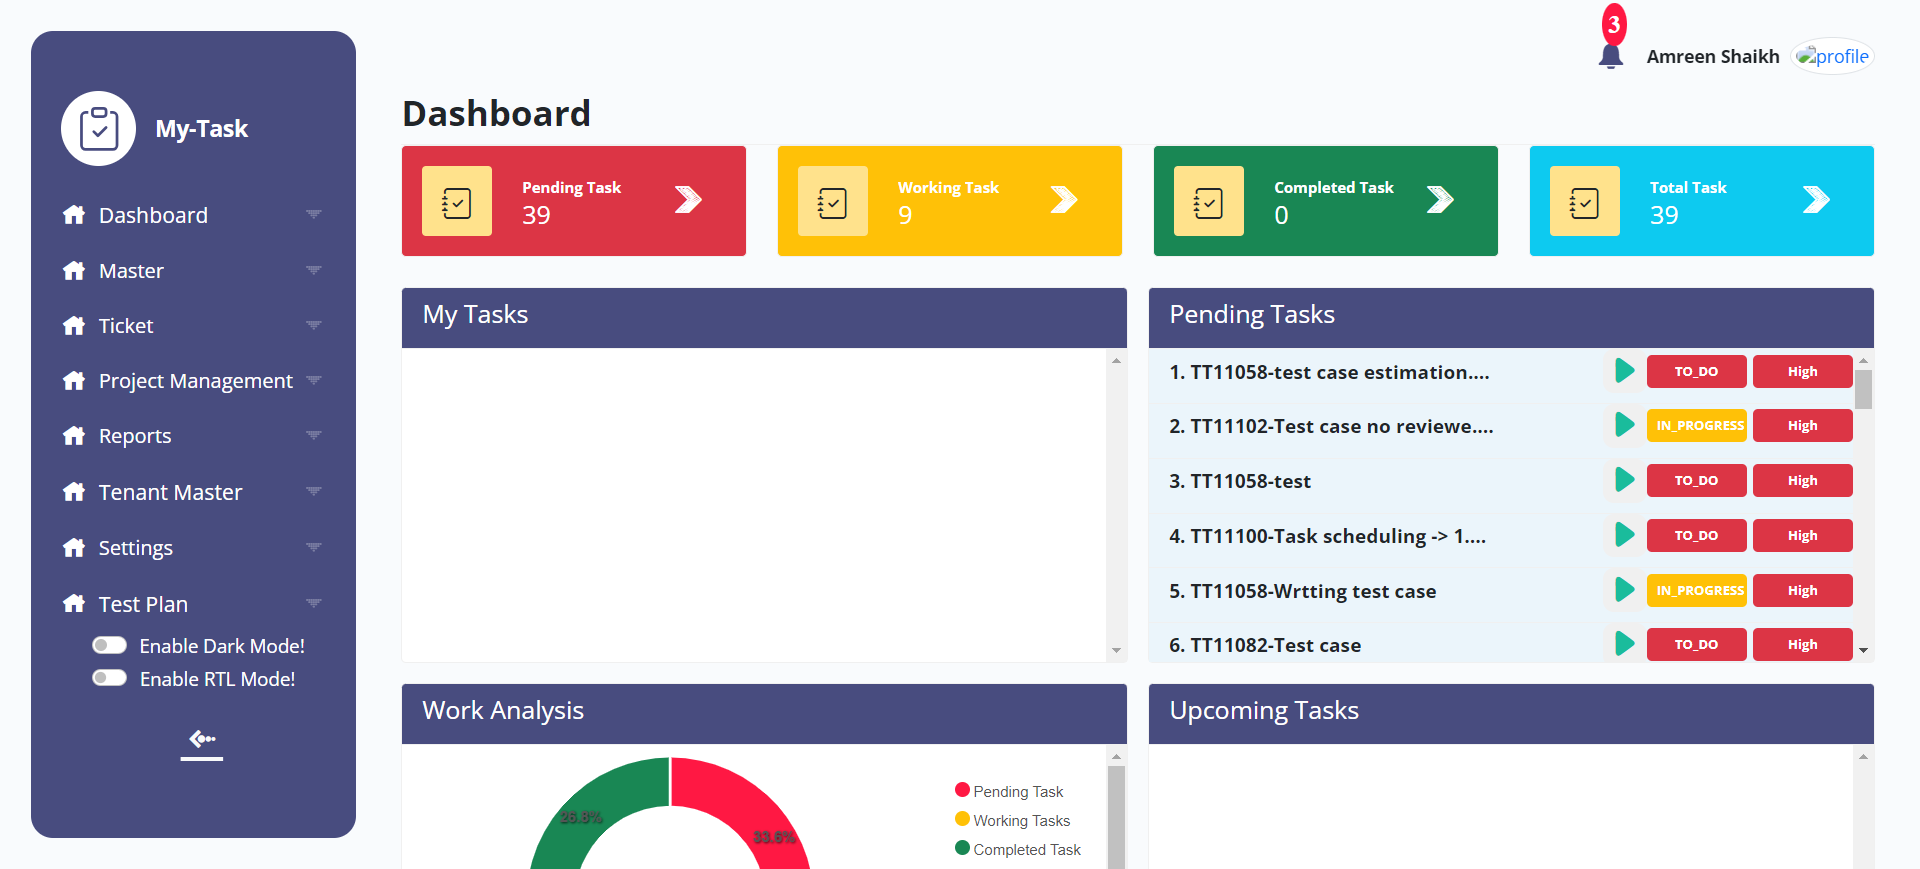 3
Amreen Shaikh
profile
My-Task
Dashboard
Master
Ticket
Project Management
Reports
Tenant Master
Settings
Test Plan
Enable Dark Mode!
Enable RTL Mode!
Dashboard
Pending Task
39
Working Task
9
Completed Task
0
Total Task
39
My Tasks
Pending Tasks
1. TT11058-test case estimation.... TO_DO High
2. TT11102-Test case no reviewe.... IN_PROGRESS High
3. TT11058-test TO_DO High
4. TT11100-Task scheduling -> 1.... TO_DO High
5. TT11058-Wrtting test case IN_PROGRESS High
6. TT11082-Test case TO_DO High
Work Analysis
26.8%
33.6%
Pending Task
Working Tasks
Completed Task
Upcoming Tasks